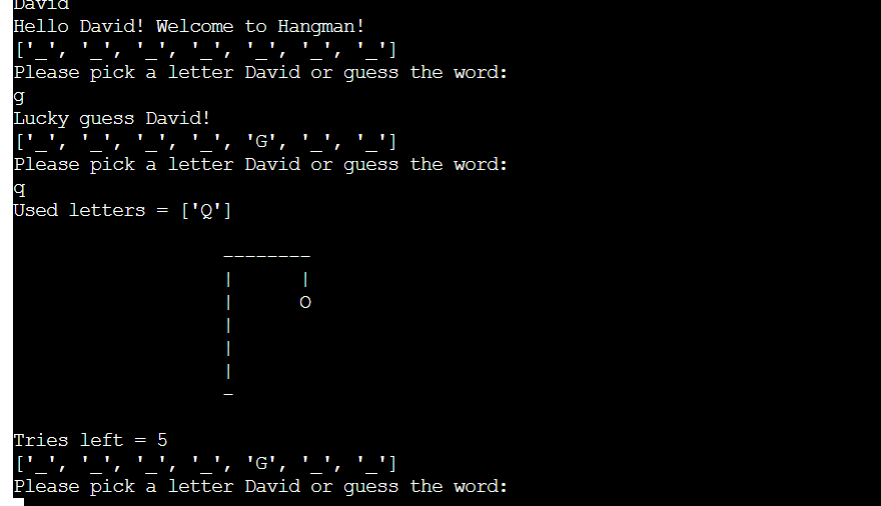 David
Hello David! Welcome to Hangman!
['_', '_', '_', '_', '_', '_', '_']
Please pick a letter David or guess the word:
g
Lucky guess David!
['_', '_', '_', '_', 'G', '_', '_']
Please pick a letter David or guess the word:
q
Used letters = ['Q']
--------
|      |
|      O
|
|
|
-
Tries left = 5
['_', '_', '_', '_', 'G', '_', '_']
Please pick a letter David or guess the word: